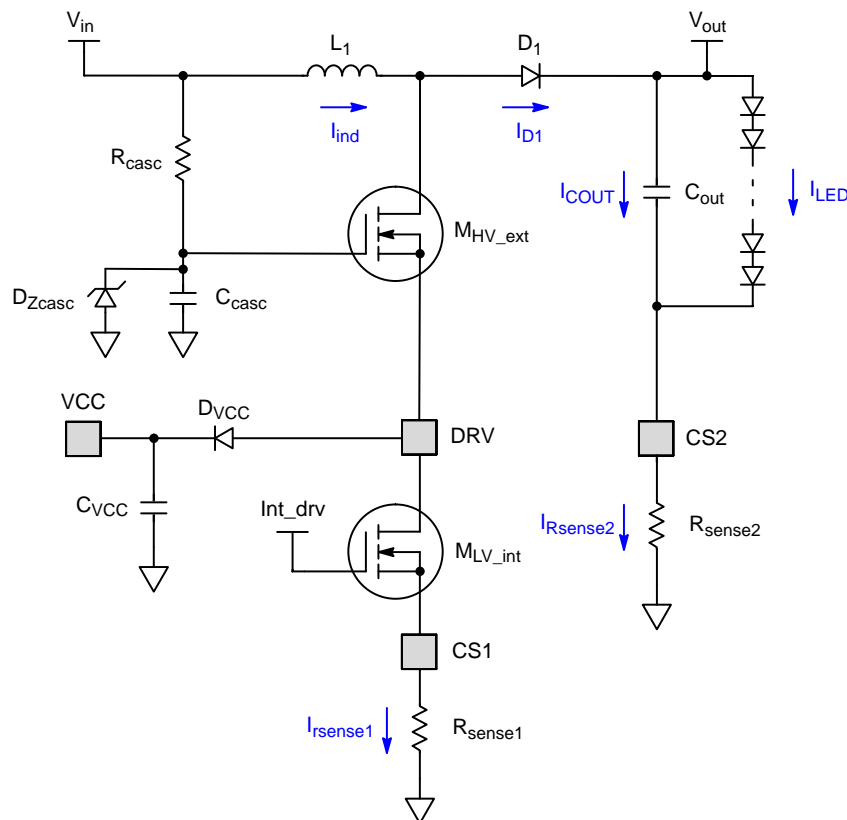 Vin
Vout
L1
D1
Iind
ID1
Rcasc
ICOUT
Cout
ILED
MHV_ext
DZcasc
Ccasc
VCC
DVCC
DRV
CS2
CVCC
Int_drv
IRsense2
Rsense2
MLV_int
CS1
Irsense1
Rsense1